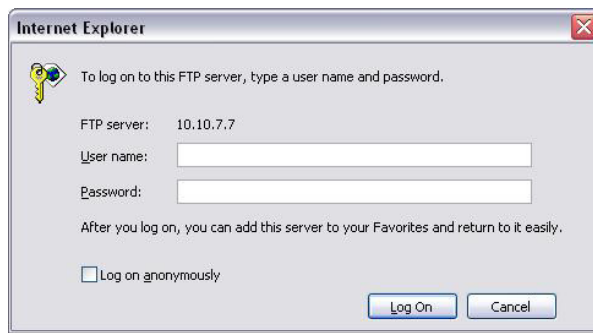 Internet Explorer
To log on to this FTP server, type a user name and password.
FTP server: 10.10.7.7
User name:
Password:
After you log on, you can add this server to your Favorites and return to it easily.
Log on anonymously
Log On Cancel